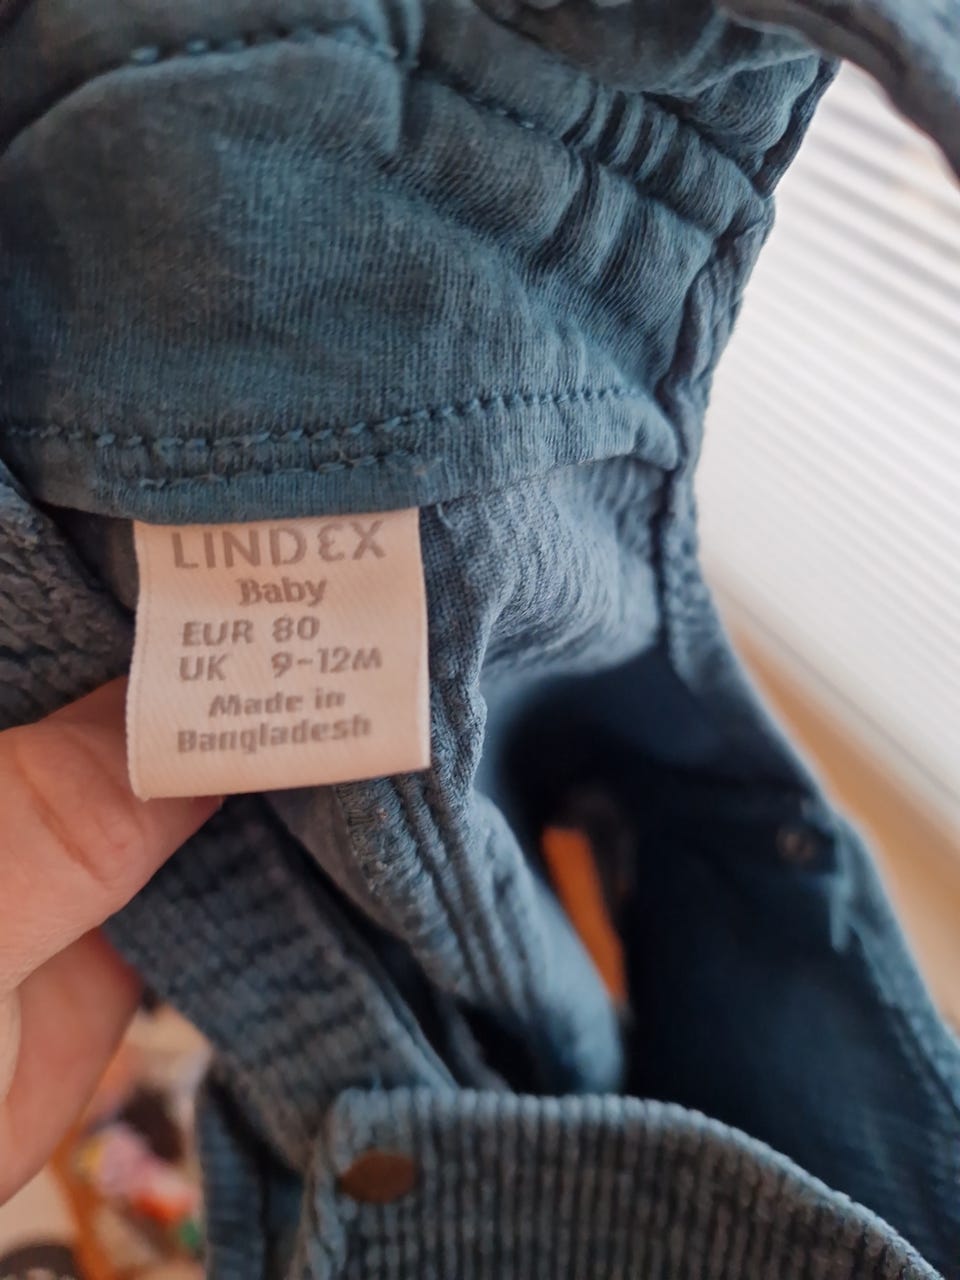 LINDEX
Baby
EUR 80
UK 9-12M
Made in
Bangladesh